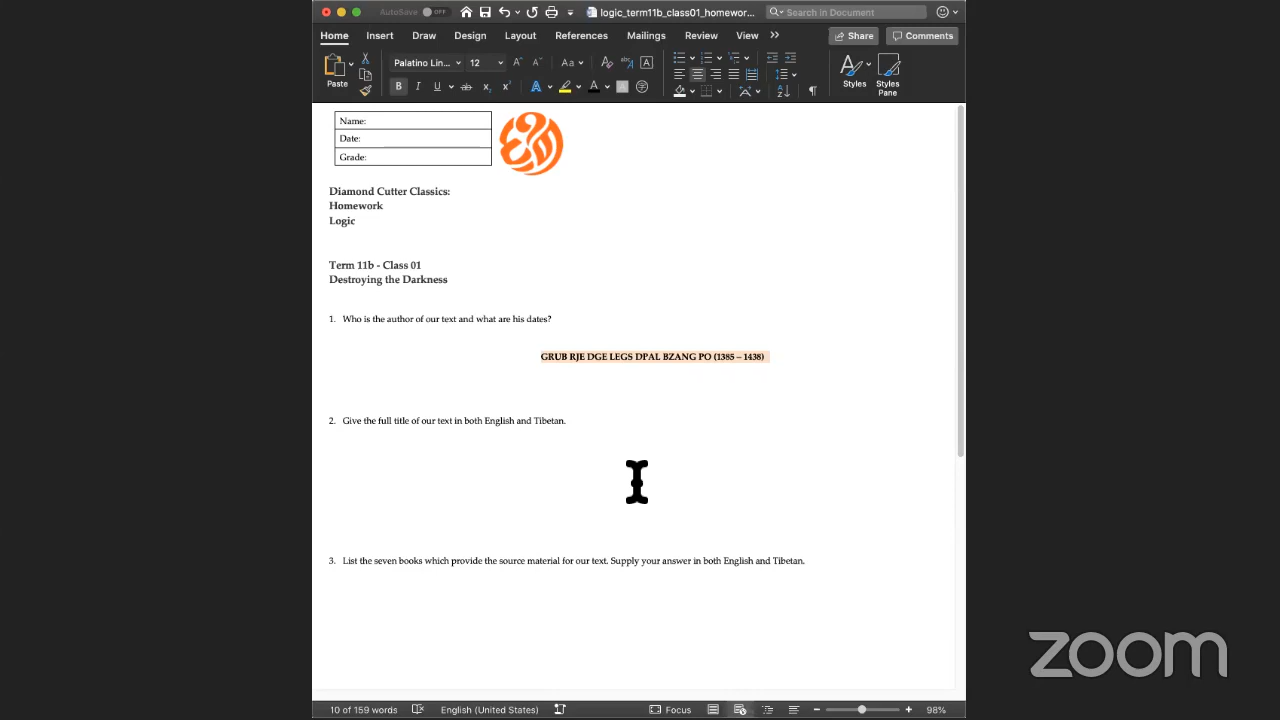 AutoSave OFF
logic_term11b_class01_homewor...
Search in Document
Home Insert Draw Design Layout References Mailings Review View
Share Comments
Paste
Palatino Lin... 12
Aa
B I U ab x₂ x²
Styles
Styles Pane
Name:
Date:
Grade:
Diamond Cutter Classics:
Homework
Logic
Term 11b - Class 01
Destroying the Darkness
1. Who is the author of our text and what are his dates?
GRUB RJE DGE LEGS DPAL BZANG PO (1385 – 1438)
2. Give the full title of our text in both English and Tibetan.
3. List the seven books which provide the source material for our text. Supply your answer in both English and Tibetan.
10 of 159 words English (United States) Focus 98%
zoom